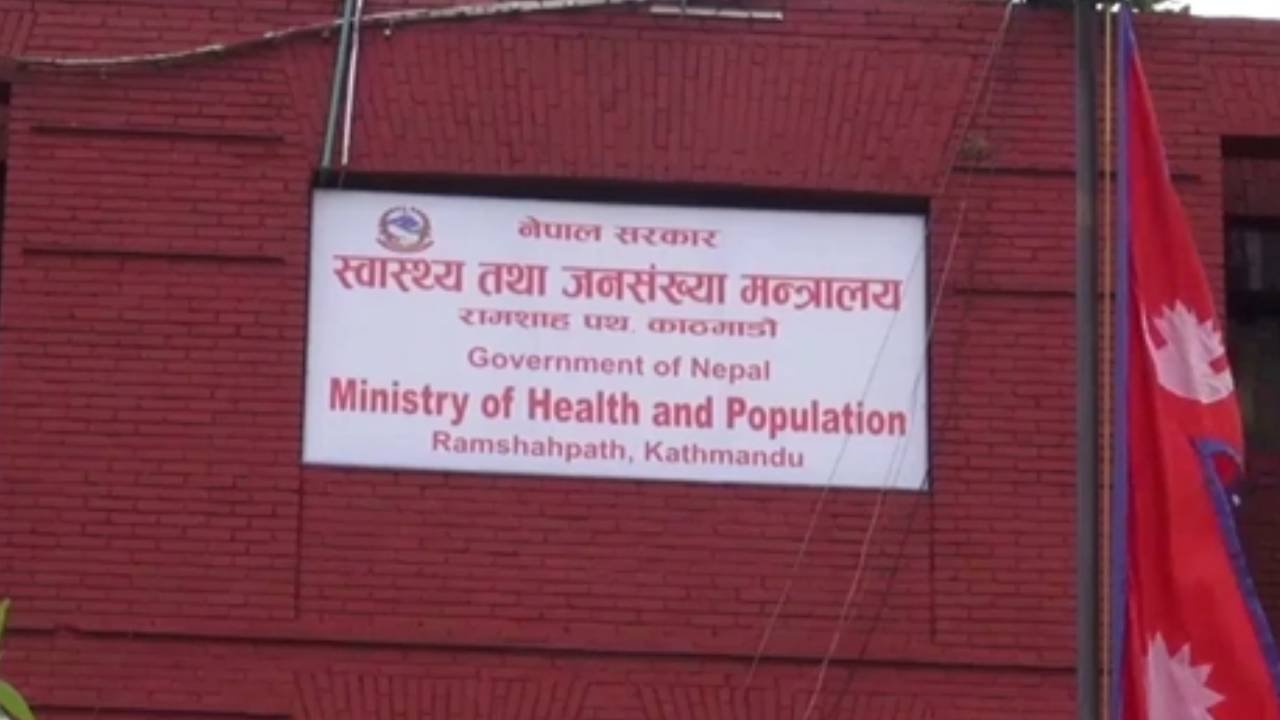 नेपाल सरकार
स्वास्थ्य तथा जनसंख्या मन्त्रालय
रामशाह पथ, काठमाडौं
Government of Nepal
Ministry of Health and Population
Ramshahpath, Kathmandu